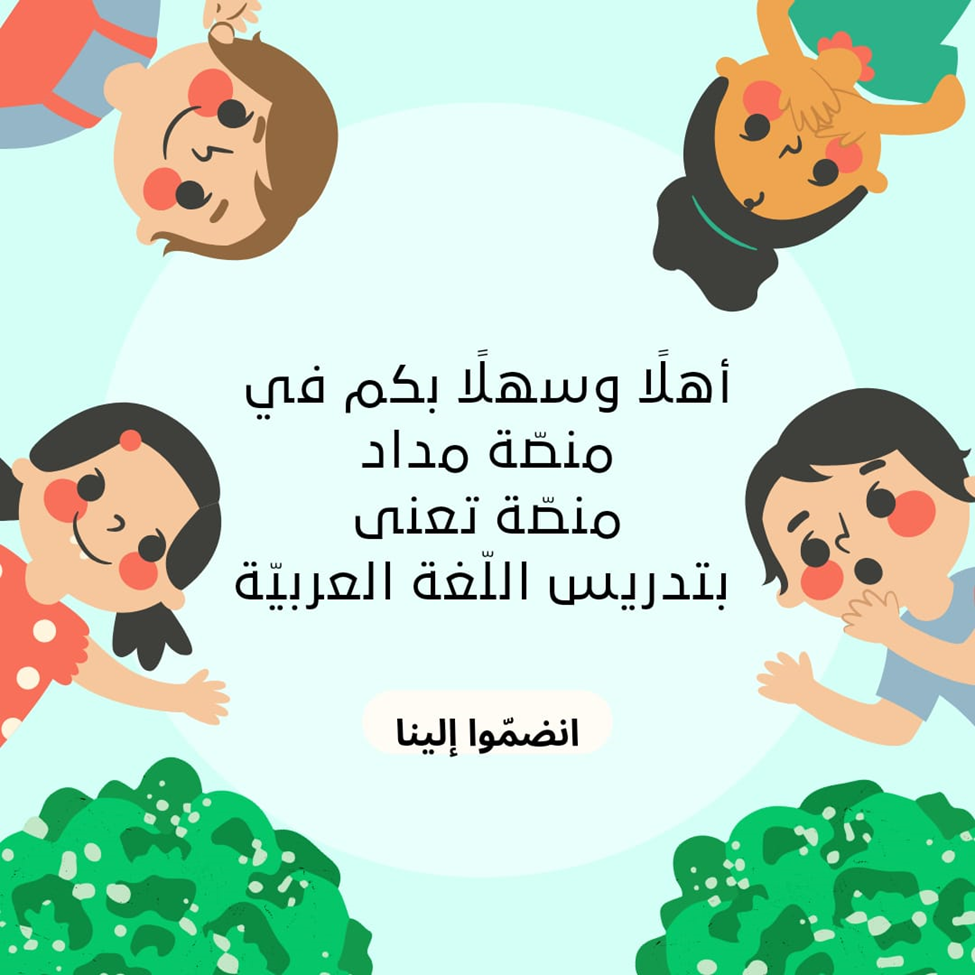 أهلًا وسهلًا بكم في
منصّة مداد
منصّة تعنى
بتدريس اللّغة العربيّة
انضمّوا إلينا